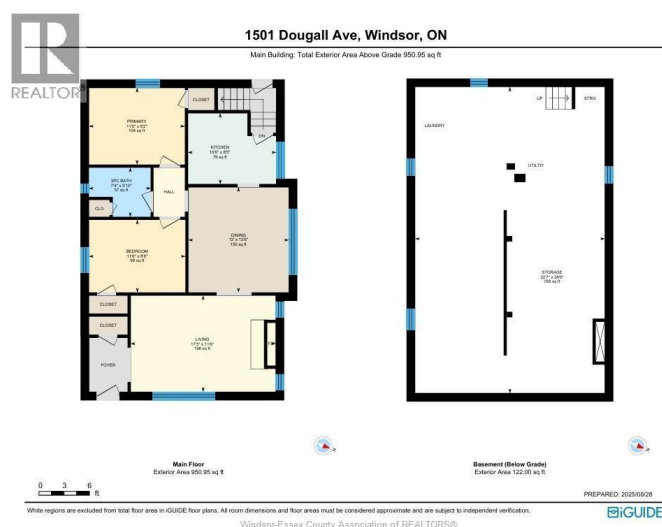 1501 Dougall Ave, Windsor, ON
Main Building: Total Exterior Area Above Grade 950.95 sq ft
REALTOR
PRIMARY
CLOSET
DN
KITCHEN
HALL
CLO
BEDROOM
DINING
CLOSET
CLOSET
LIVING
FOYER
UP
STRG
LAUNDRY
UTILITY
STORAGE
Main Floor
Exterior Area 950.95 sq ft
Basement (Below Grade)
Exterior Area 122.00 sq ft
0 3 6
ft
PREPARED: 2025/08/28
White regions are excluded from total floor area in iGUIDE floor plans. All room dimensions and floor areas must be considered approximate and are subject to independent verification.
iGUIDE
Windsor-Essex County Association of REALTORS®